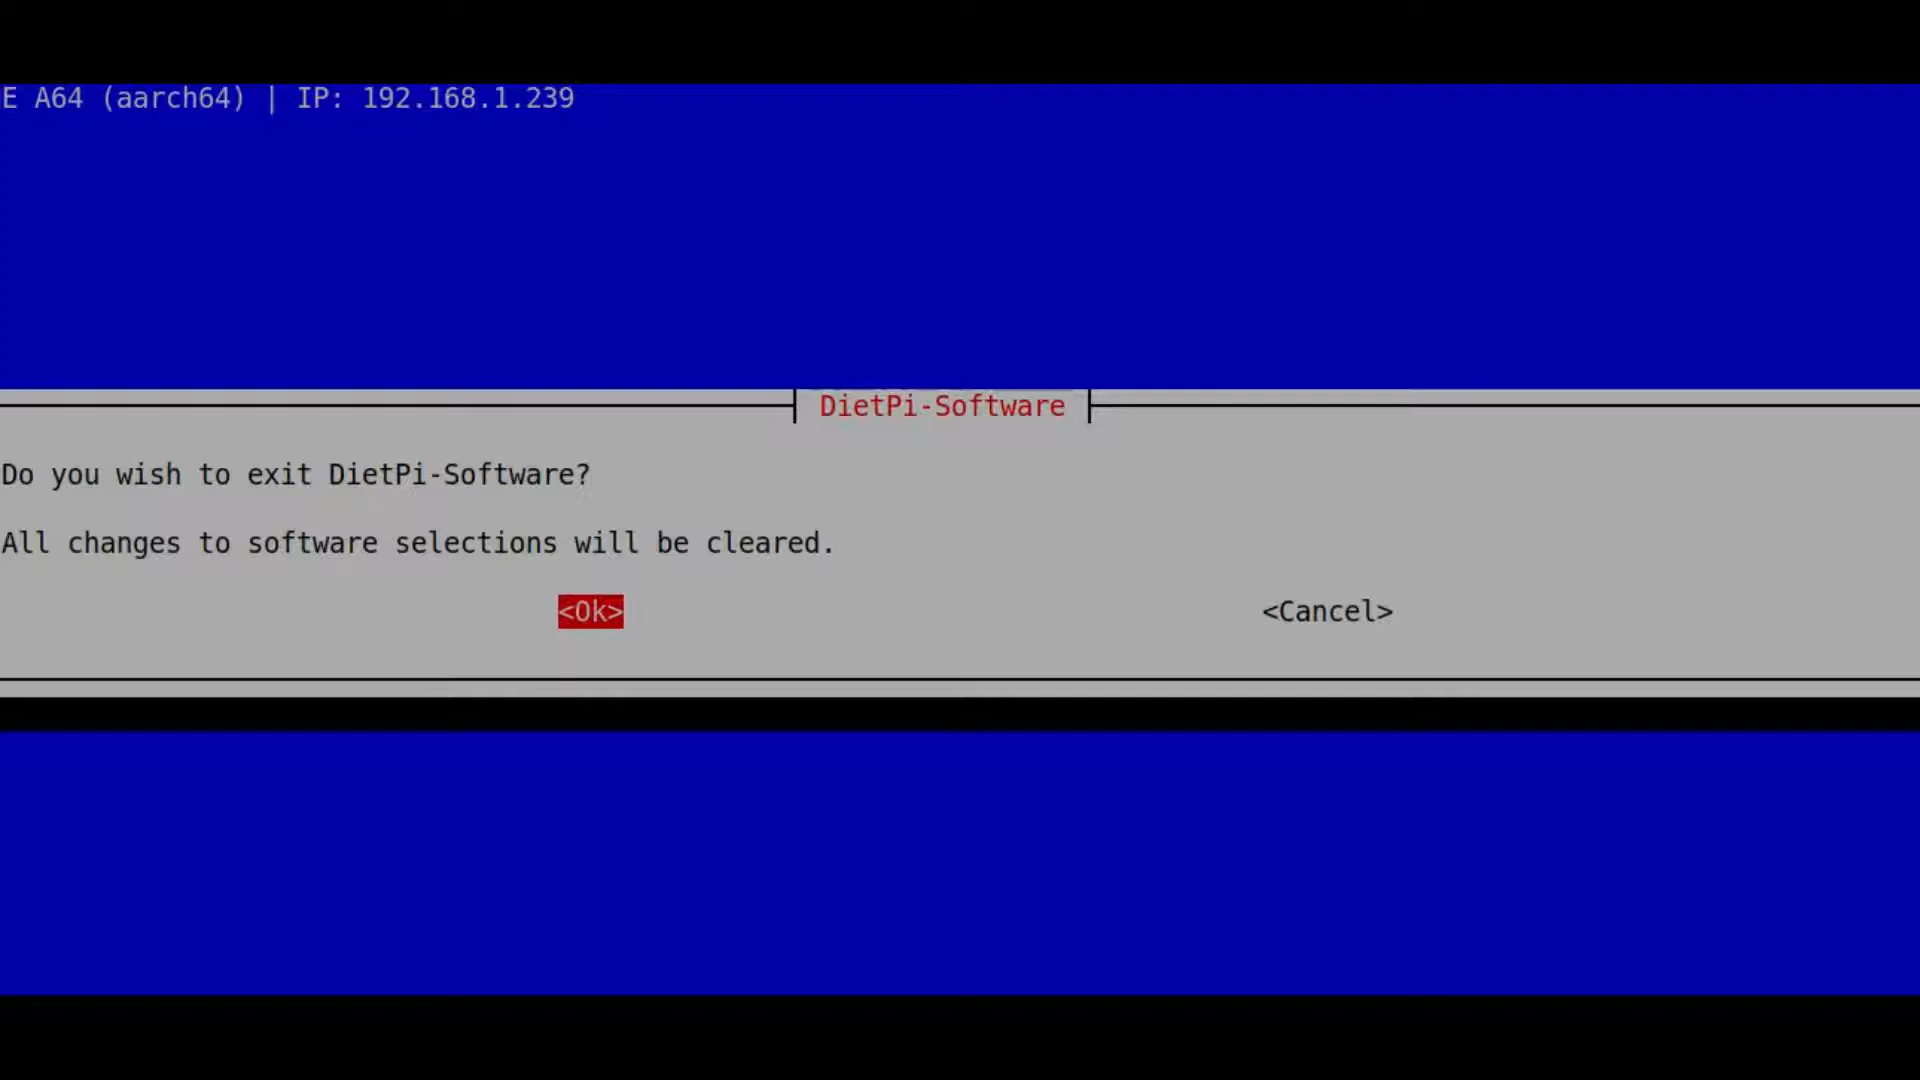 E A64 (aarch64) | IP: 192.168.1.239
DietPi-Software
Do you wish to exit DietPi-Software?
All changes to software selections will be cleared.
<Ok> <Cancel>